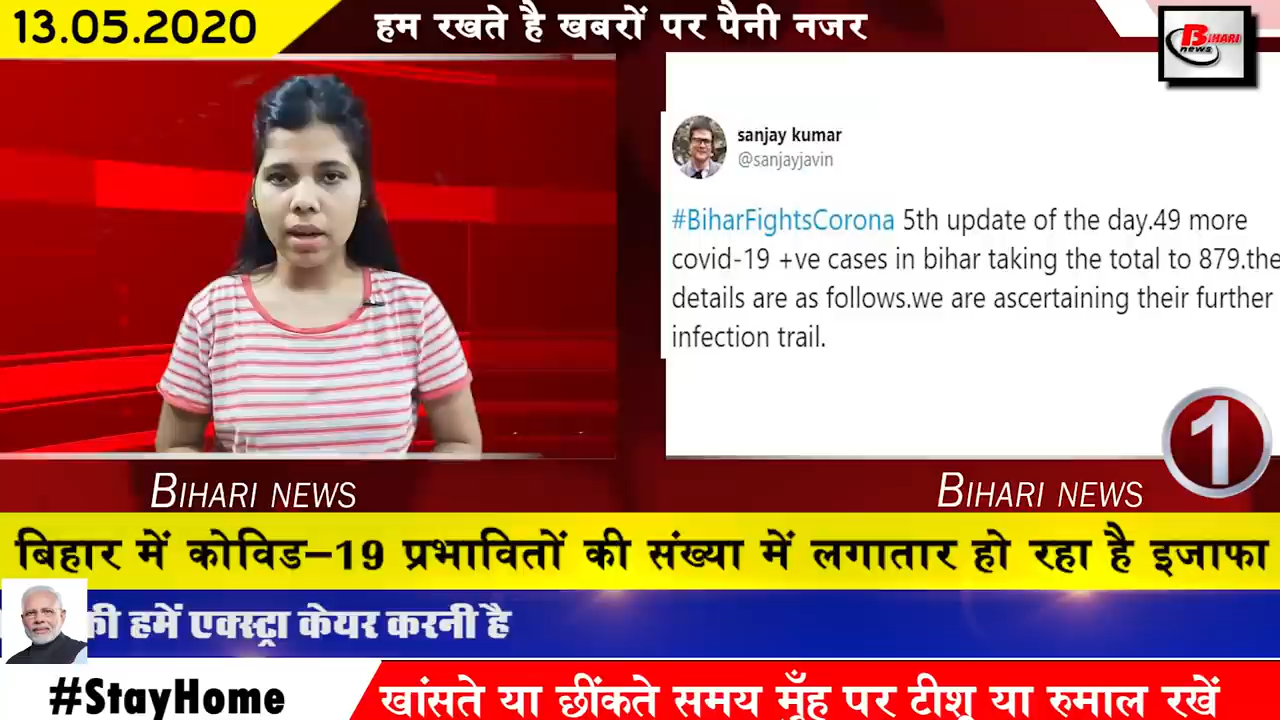 13.05.2020
हम रखते है खबरों पर पैनी नजर
BIHARI
news
sanjay kumar
@sanjayjavin
#BiharFightsCorona 5th update of the day.49 more
covid-19 +ve cases in bihar taking the total to 879.the
details are as follows.we are ascertaining their further
infection trail.
1
BIHARI NEWS
BIHARI NEWS
बिहार में कोविड–19 प्रभावितों की संख्या में लगातार हो रहा है इजाफा
की हमें एक्स्ट्रा केयर करनी है
#StayHome
खांसते या छींकते समय मूँह पर टीशू या रुमाल रखें